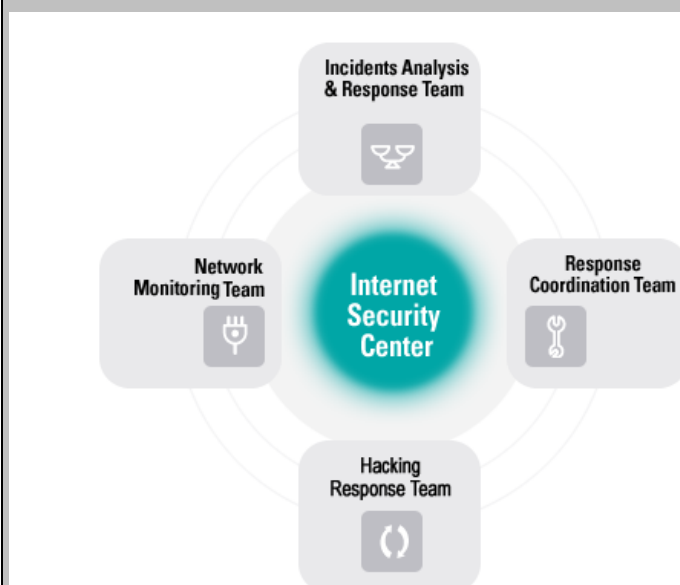 Incidents Analysis
& Response Team
Network
Monitoring Team
Internet
Security
Center
Response
Coordination Team
Hacking
Response Team